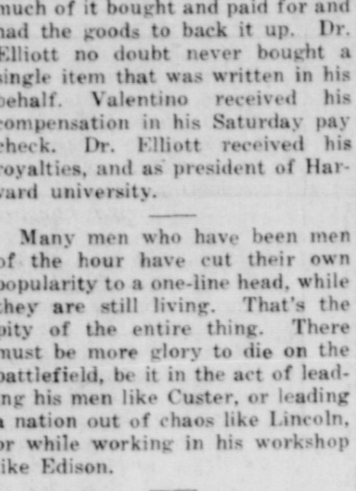 much of it bought and paid for and
had the goods to back it up. Dr.
Elliott no doubt never bought a
single item that was written in his
behalf. Valentino received his
compensation in his Saturday pay
check. Dr. Elliott received his
royalties, and as president of Har-
vard university.
Many men who have been men
of the hour have cut their own
popularity to a one-line head, while
they are still living. That's the
pity of the entire thing. There
must be more glory to die on the
battlefield, be it in the act of lead-
ing his men like Custer, or leading
a nation out of chaos like Lincoln,
or while working in his workshop
like Edison.